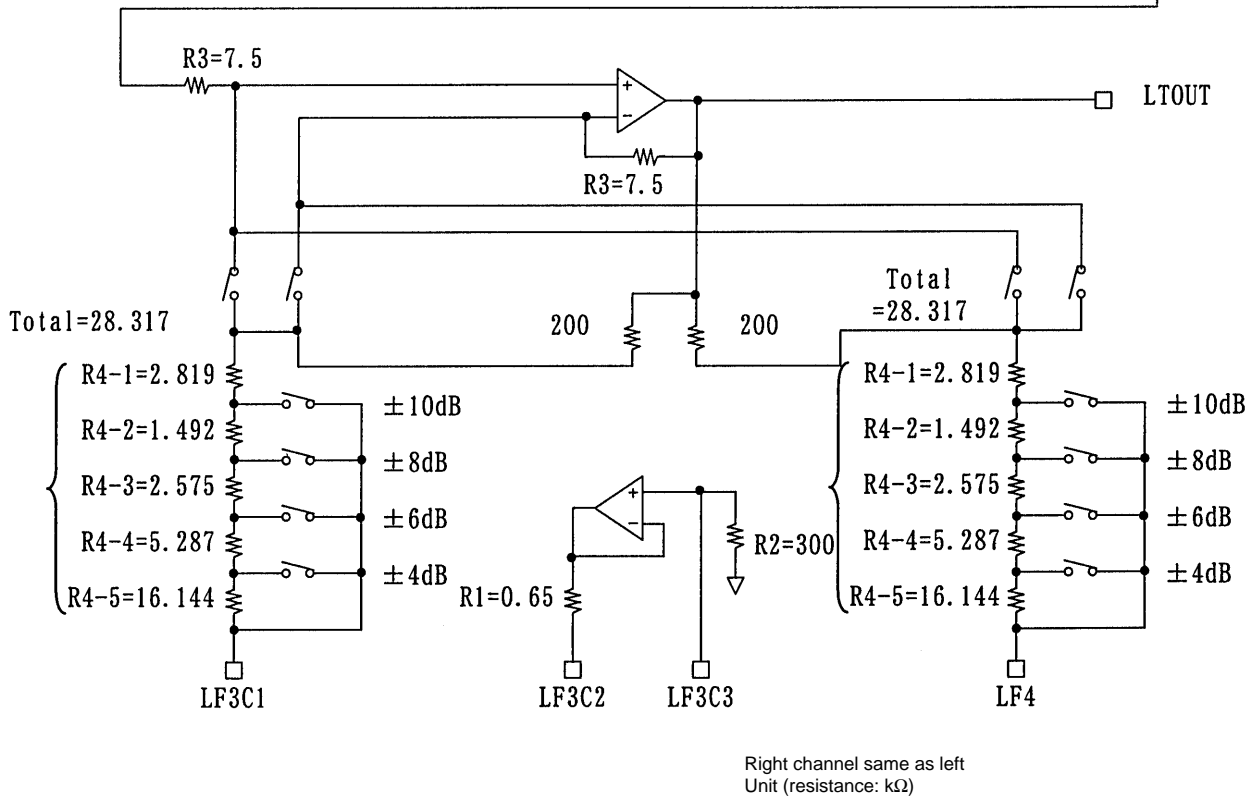 R3=7.5
+
−
LTOUT
R3=7.5
Total=28.317
200
200
Total
=28.317
R4-1=2.819
±10dB
R4-2=1.492
±8dB
R4-3=2.575
±6dB
R4-4=5.287
±4dB
R4-5=16.144
+
−
R1=0.65
R2=300
R4-1=2.819
±10dB
R4-2=1.492
±8dB
R4-3=2.575
±6dB
R4-4=5.287
±4dB
R4-5=16.144
LF3C1
LF3C2
LF3C3
LF4
Right channel same as left
Unit (resistance: kΩ)